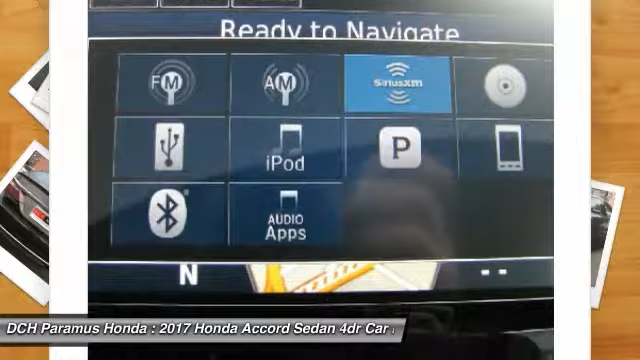 Ready to Navigate
FM AM SiriusXM
iPod P
AUDIO
Apps
N --
DCH Paramus Honda : 2017 Honda Accord Sedan 4dr Car